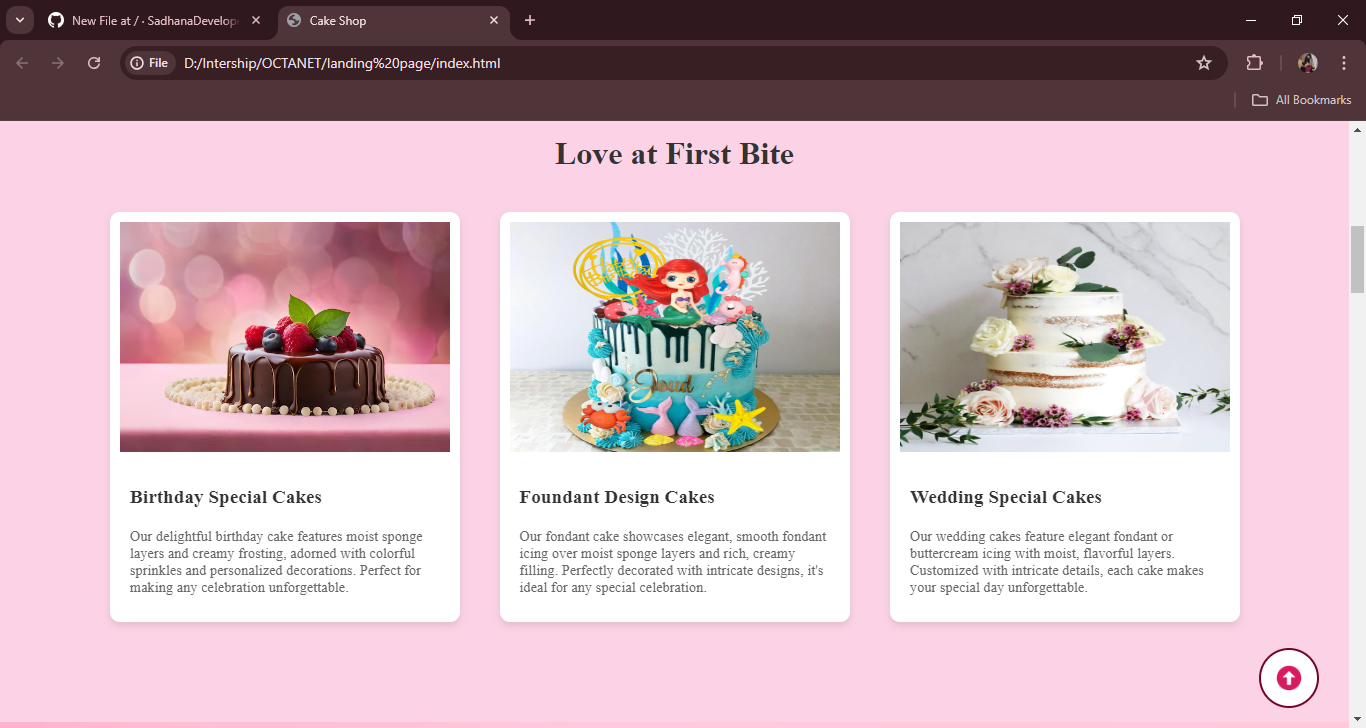 New File at / · SadhanaDevelope
Cake Shop
File
D:/Intership/OCTANET/landing%20page/index.html
All Bookmarks
Love at First Bite
Birthday Special Cakes
Our delightful birthday cake features moist sponge
layers and creamy frosting, adorned with colorful
sprinkles and personalized decorations. Perfect for
making any celebration unforgettable.
Foundant Design Cakes
Our fondant cake showcases elegant, smooth fondant
icing over moist sponge layers and rich, creamy
filling. Perfectly decorated with intricate designs, it's
ideal for any special celebration.
Wedding Special Cakes
Our wedding cakes feature elegant fondant or
buttercream icing with moist, flavorful layers.
Customized with intricate details, each cake makes
your special day unforgettable.